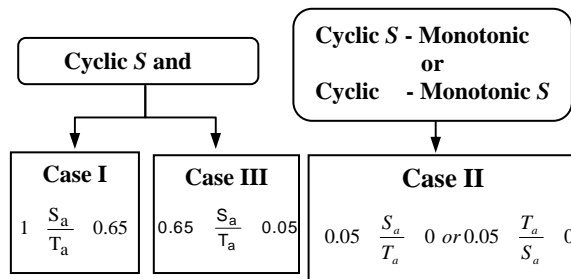 Cyclic S and
Cyclic S - Monotonic
or
Cyclic - Monotonic S
Case I
1 S_a/T_a 0.65
Case III
0.65 S_a/T_a 0.05
Case II
0.05 S_a/T_a 0 or 0.05 T_a/S_a 0